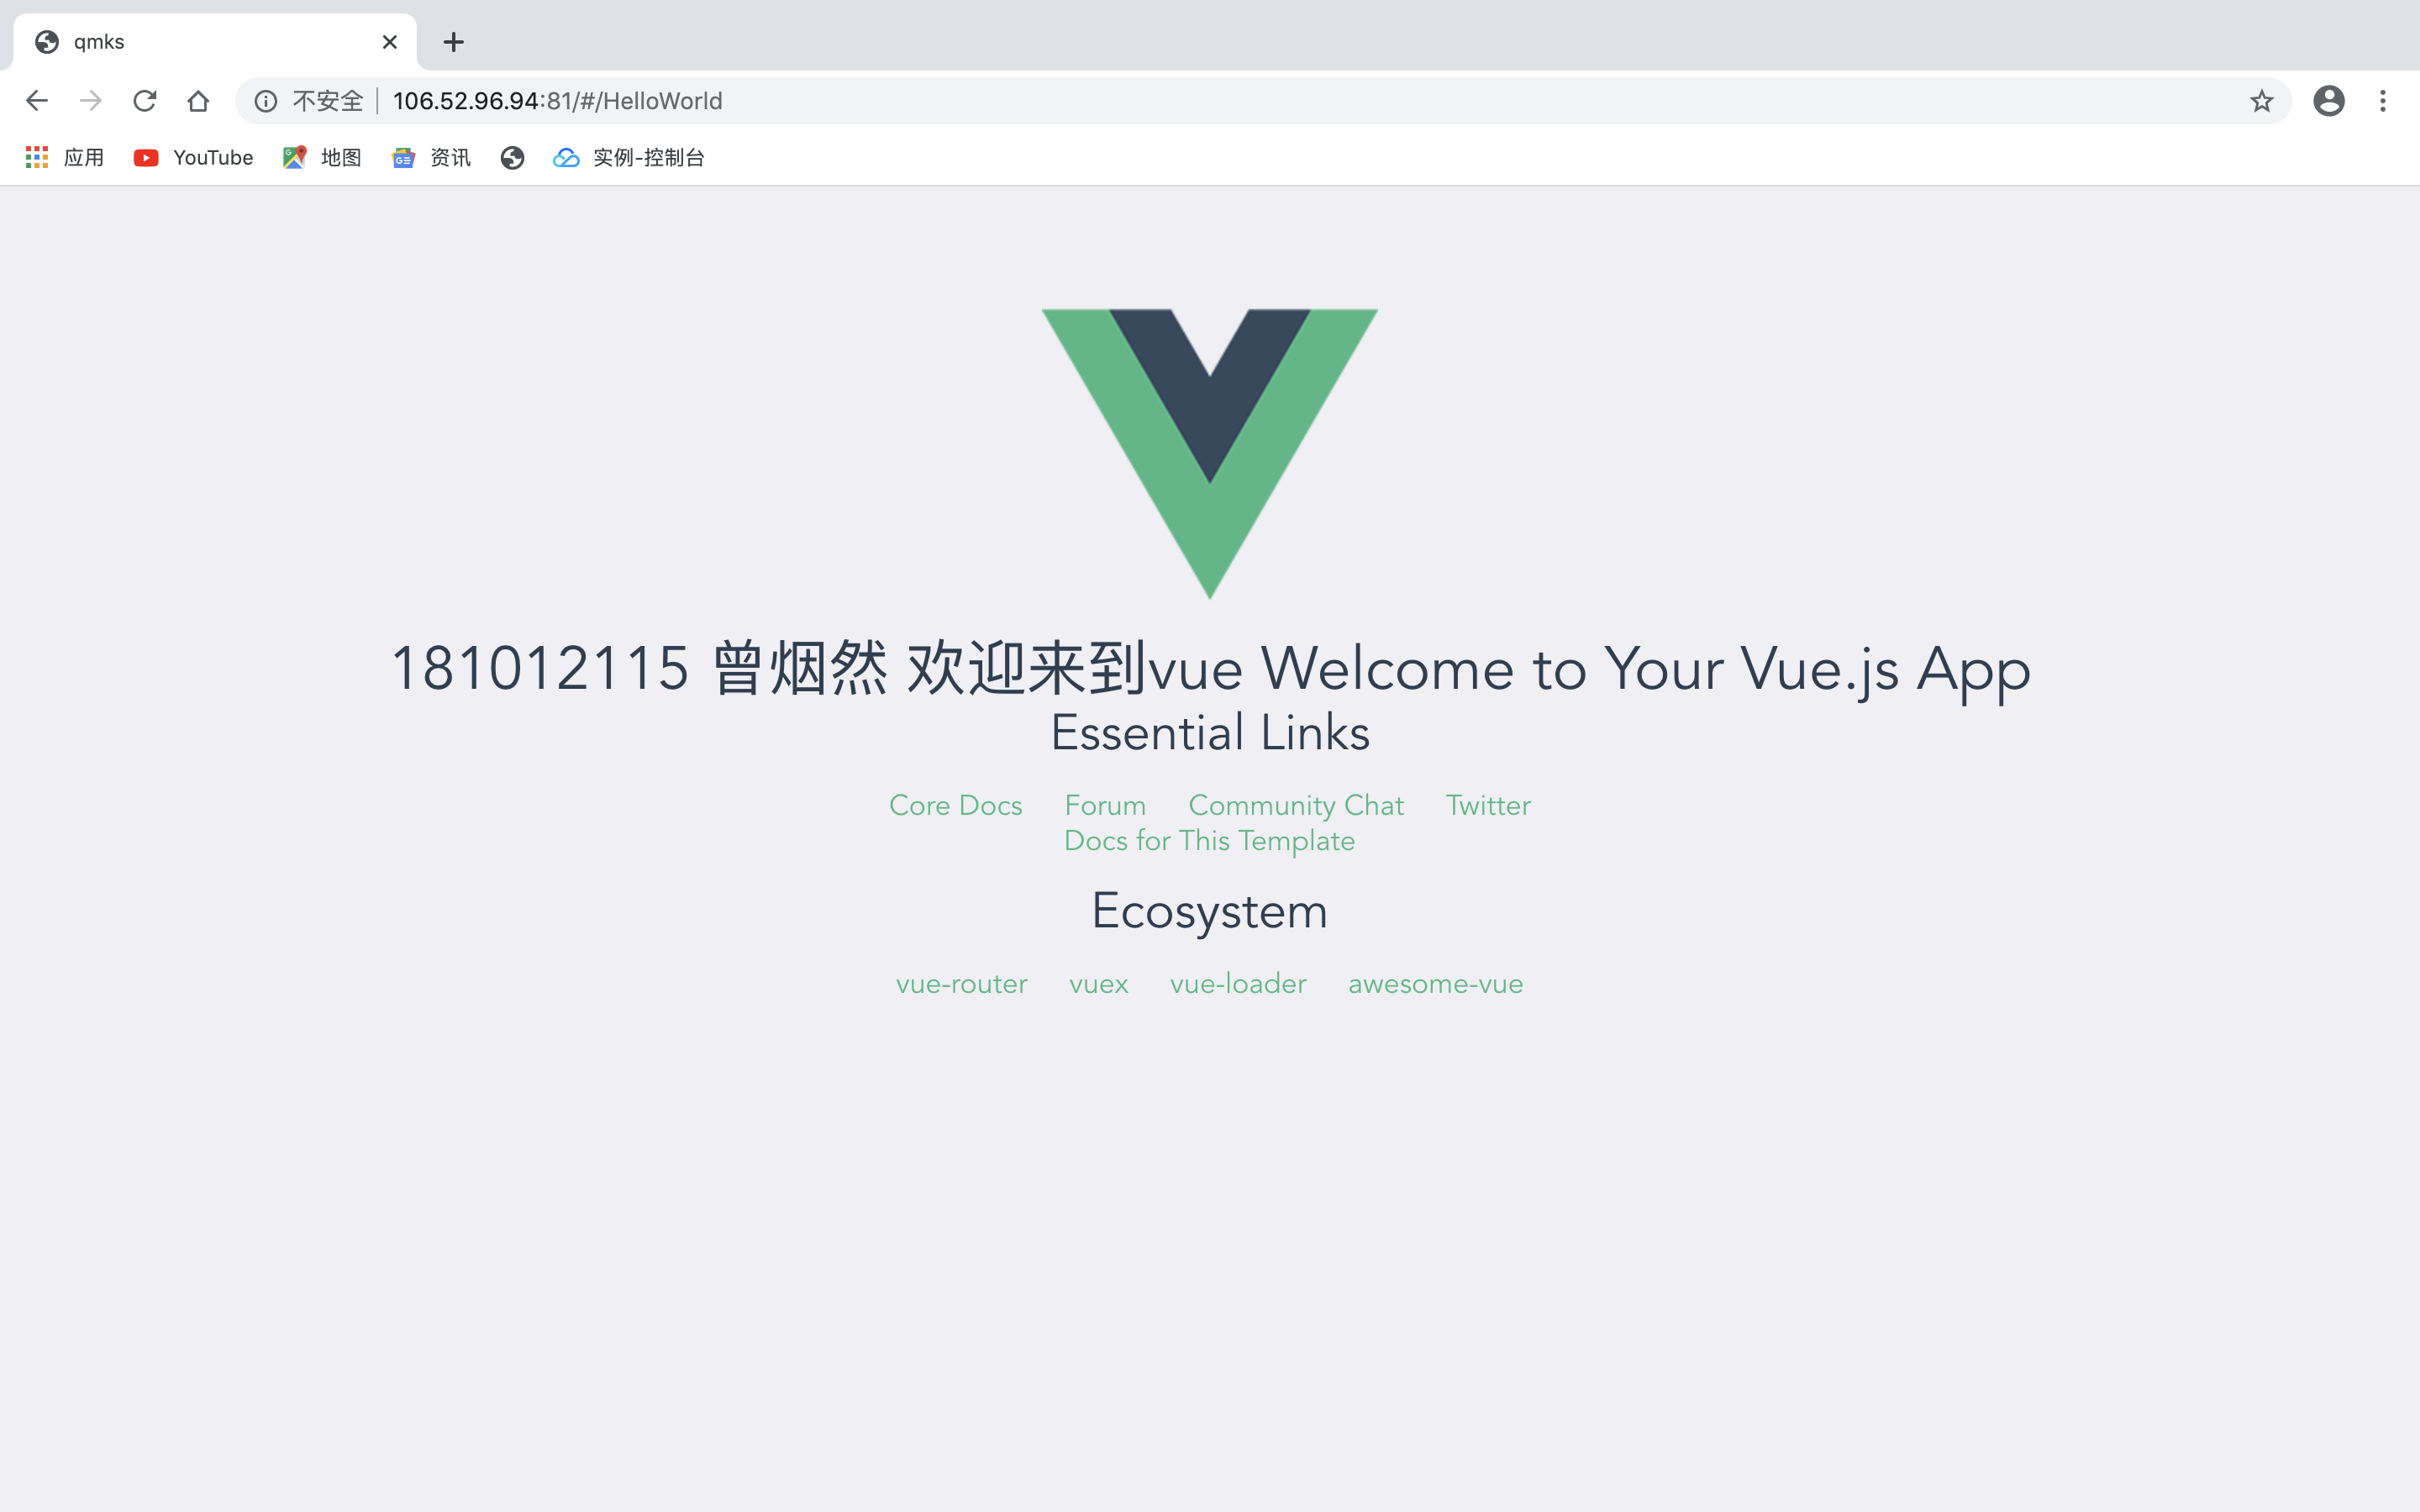 qmks
不安全 106.52.96.94:81/#/HelloWorld
应用 YouTube 地图 资讯 实例-控制台
181012115 曾烟然 欢迎来到vue Welcome to Your Vue.js App
Essential Links
Core Docs Forum Community Chat Twitter
Docs for This Template
Ecosystem
vue-router vuex vue-loader awesome-vue